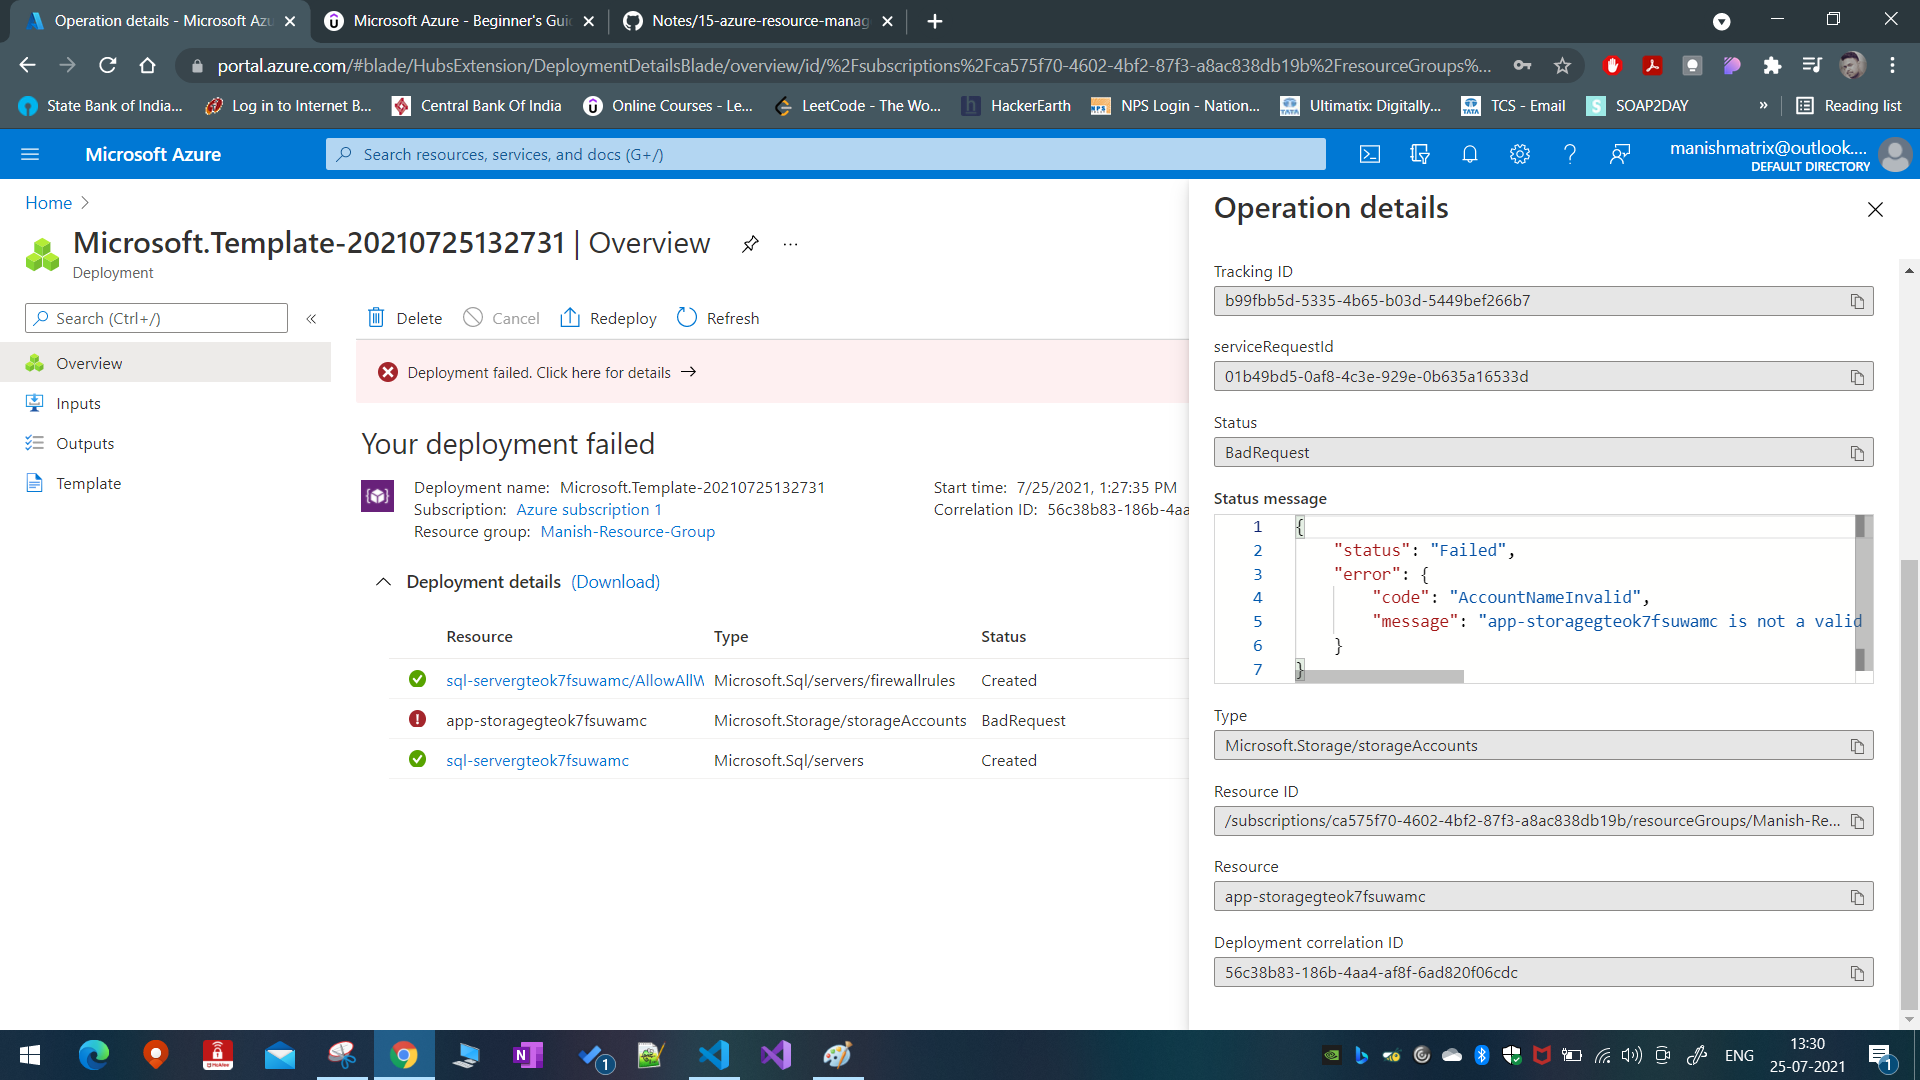 Operation details - Microsoft Azu
Microsoft Azure - Beginner's Gui
Notes/15-azure-resource-manag
portal.azure.com/#blade/HubsExtension/DeploymentDetailsBlade/overview/id/%2Fsubscriptions%2Fca575f70-4602-4bf2-87f3-a8ac838db19b%2FresourceGroups%...
State Bank of India...
Log in to Internet B...
Central Bank Of India
Online Courses - Le...
LeetCode - The Wo...
HackerEarth
NPS Login - Nation...
Ultimatix: Digitally...
TCS - Email
SOAP2DAY
»
Reading list
Microsoft Azure
Search resources, services, and docs (G+/)
manishmatrix@outlook....
DEFAULT DIRECTORY
Home >
Microsoft.Template-20210725132731 | Overview
...
Deployment
Search (Ctrl+/)
«
Overview
Inputs
Outputs
Template
Delete
Cancel
Redeploy
Refresh
Deployment failed. Click here for details →
Your deployment failed
Deployment name: Microsoft.Template-20210725132731
Subscription: Azure subscription 1
Resource group: Manish-Resource-Group
Start time: 7/25/2021, 1:27:35 PM
Correlation ID: 56c38b83-186b-4aa
Deployment details (Download)
Resource Type Status
sql-servergteok7fsuwamc/AllowAllW Microsoft.Sql/servers/firewallrules Created
app-storagegteok7fsuwamc Microsoft.Storage/storageAccounts BadRequest
sql-servergteok7fsuwamc Microsoft.Sql/servers Created
Operation details
Tracking ID
b99fbb5d-5335-4b65-b03d-5449bef266b7
serviceRequestId
01b49bd5-0af8-4c3e-929e-0b635a16533d
Status
BadRequest
Status message
1 {
2 "status": "Failed",
3 "error": {
4 "code": "AccountNameInvalid",
5 "message": "app-storagegteok7fsuwamc is not a valid
6 }
7 }
Type
Microsoft.Storage/storageAccounts
Resource ID
/subscriptions/ca575f70-4602-4bf2-87f3-a8ac838db19b/resourceGroups/Manish-Re...
Resource
app-storagegteok7fsuwamc
Deployment correlation ID
56c38b83-186b-4aa4-af8f-6ad820f06cdc
1
ENG
13:30
25-07-2021
1